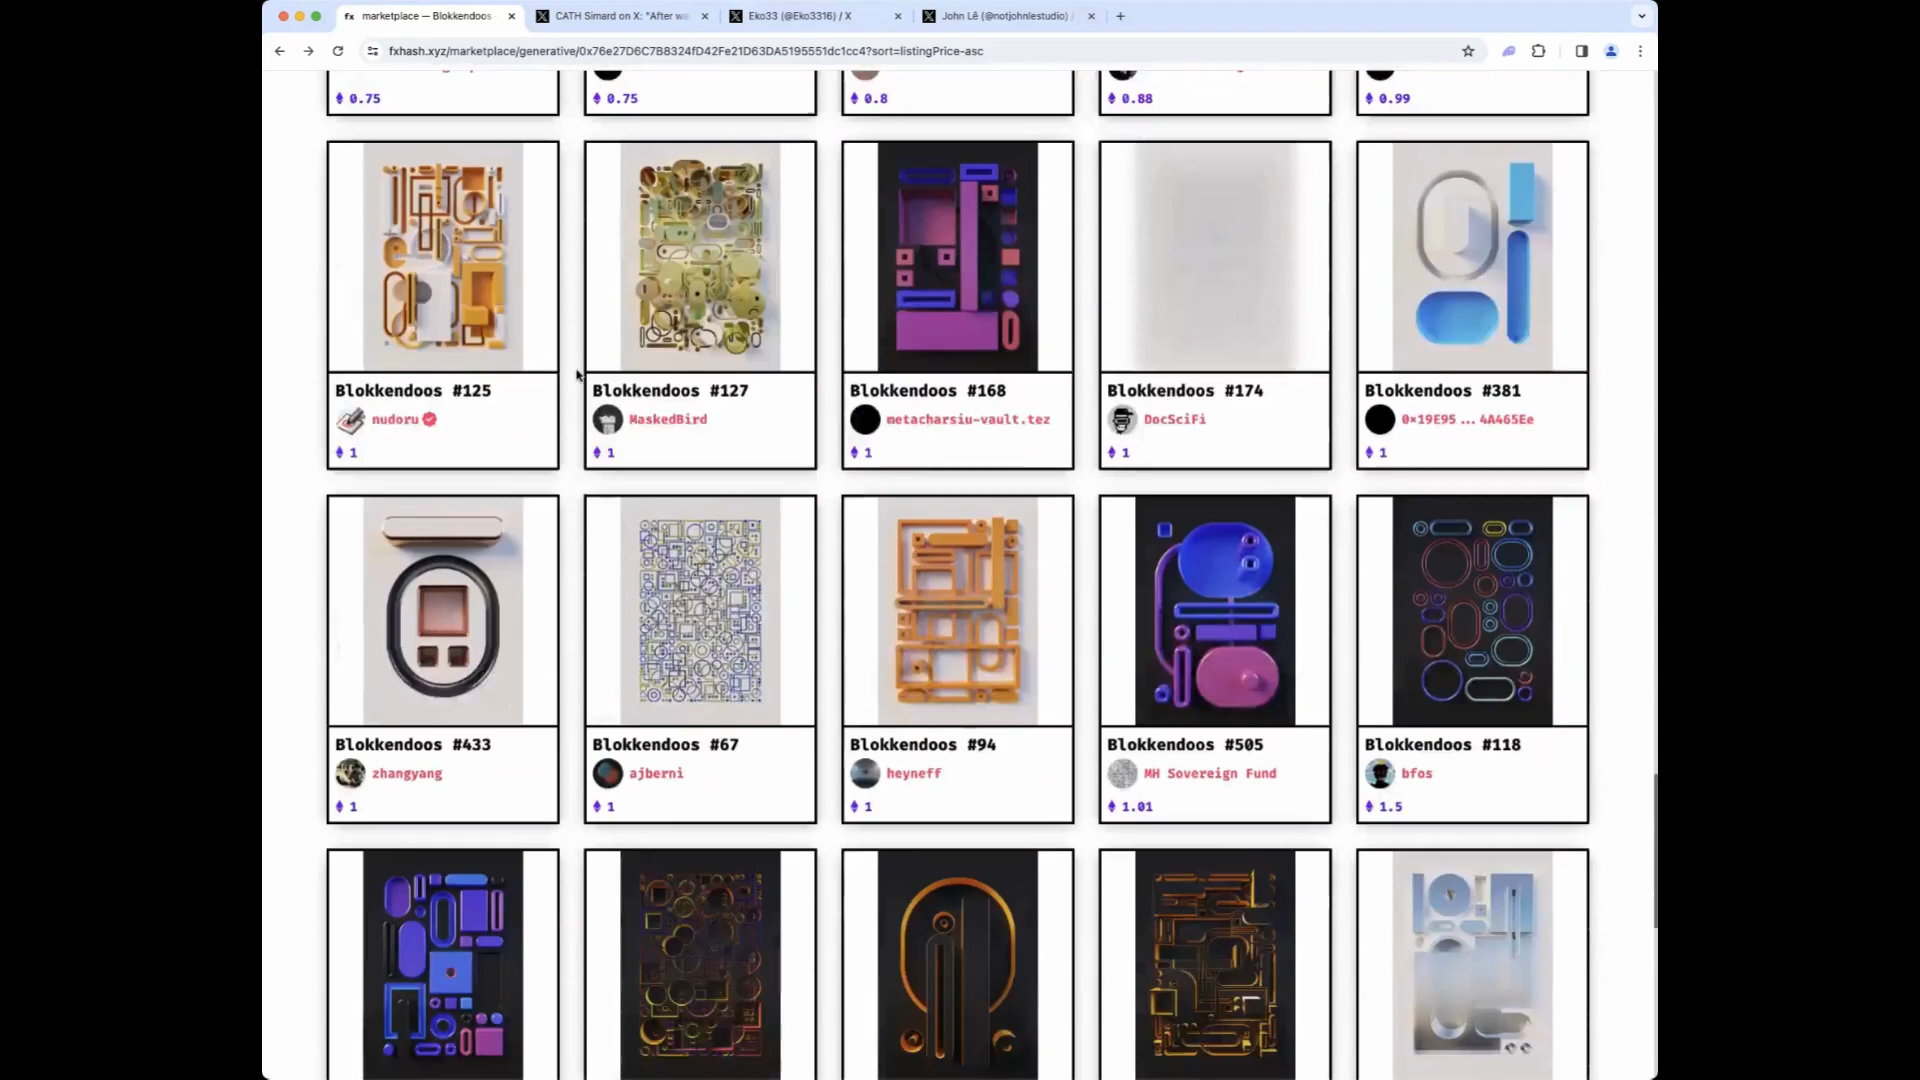 marketplace — Blokkendoos
CATH Simard on X: "After wa
Eko33 (@Eko3316) / X
John Lê (@notjohnlestudio) /
fxhash.xyz/marketplace/generative/0x76e27D6C7B8324fD42Fe21D63DA5195551dc1cc4?sort=listingPrice-asc
0.75
0.75
0.8
0.88
0.99
Blokkendoos #125
nudoru
1
Blokkendoos #127
MaskedBird
1
Blokkendoos #168
metacharsiu-vault.tez
1
Blokkendoos #174
DocSciFi
1
Blokkendoos #381
0×19E95 ... 4A465Ee
1
Blokkendoos #433
zhangyang
1
Blokkendoos #67
ajberni
1
Blokkendoos #94
heyneff
1
Blokkendoos #505
MH Sovereign Fund
1.01
Blokkendoos #118
bfos
1.5